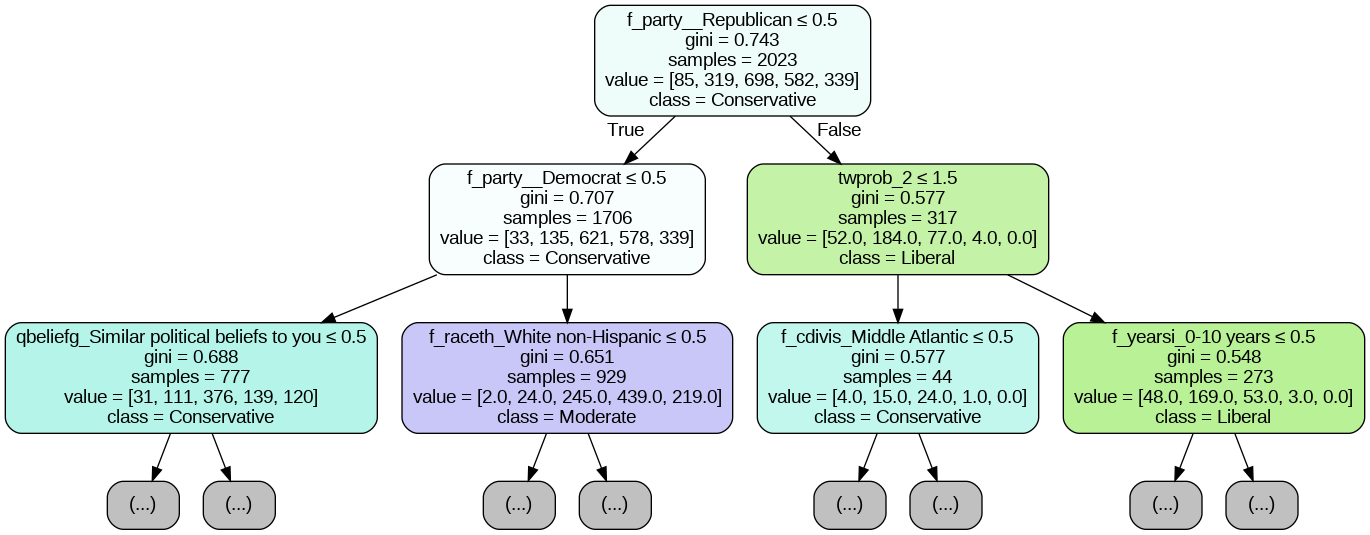 f_party__Republican ≤ 0.5
gini = 0.743
samples = 2023
value = [85, 319, 698, 582, 339]
class = Conservative
True
False
f_party__Democrat ≤ 0.5
gini = 0.707
samples = 1706
value = [33, 135, 621, 578, 339]
class = Conservative
twprob_2 ≤ 1.5
gini = 0.577
samples = 317
value = [52.0, 184.0, 77.0, 4.0, 0.0]
class = Liberal
qbeliefg_Similar political beliefs to you ≤ 0.5
gini = 0.688
samples = 777
value = [31, 111, 376, 139, 120]
class = Conservative
f_raceth_White non-Hispanic ≤ 0.5
gini = 0.651
samples = 929
value = [2.0, 24.0, 245.0, 439.0, 219.0]
class = Moderate
f_cdivis_Middle Atlantic ≤ 0.5
gini = 0.577
samples = 44
value = [4.0, 15.0, 24.0, 1.0, 0.0]
class = Conservative
f_yearsi_0-10 years ≤ 0.5
gini = 0.548
samples = 273
value = [48.0, 169.0, 53.0, 3.0, 0.0]
class = Liberal
(...)
(...)
(...)
(...)
(...)
(...)
(...)
(...)